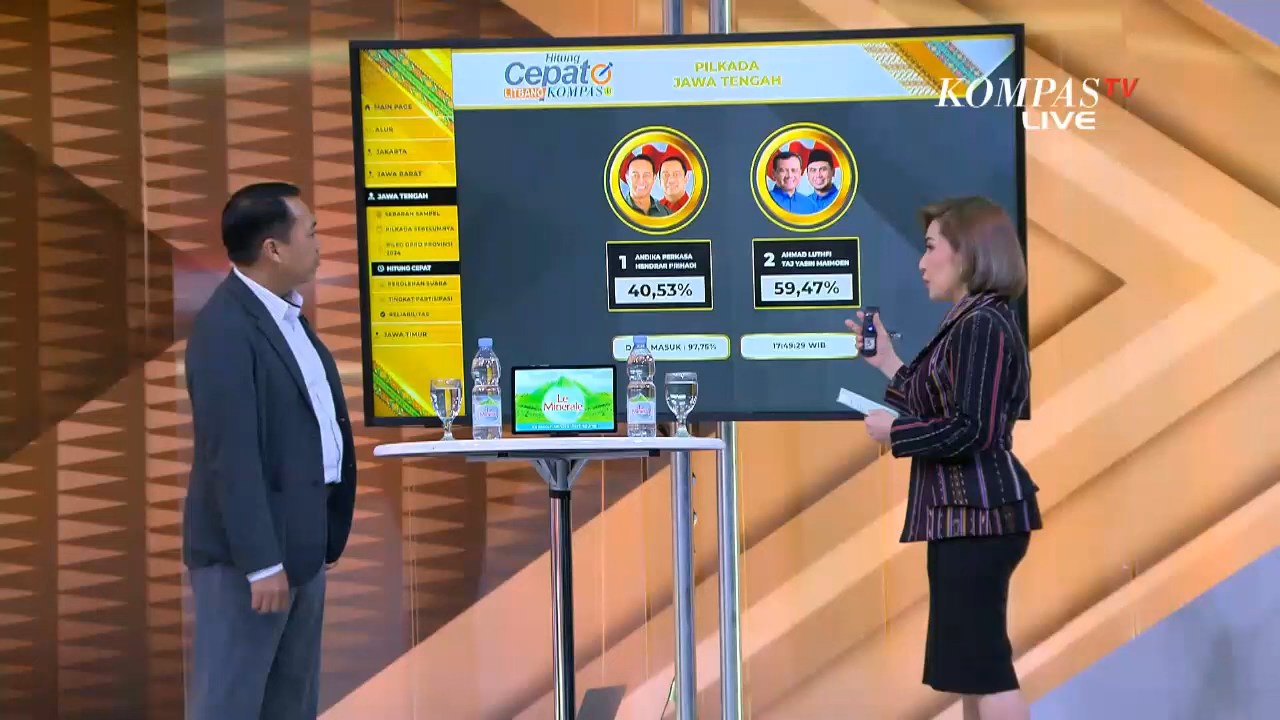 Hitung
Cepat
LITBANG KOMPAS
PILKADA
JAWA TENGAH
KOMPAS TV
LIVE
MAIN PAGE
ALUR
JAKARTA
JAWA BARAT
JAWA TENGAH
SEBARAN SAMPEL
PILKADA SEBELUMNYA
PILEG DPRD PROVINSI
2024
HITUNG CEPAT
PEROLEHAN SUARA
TINGKAT PARTISIPASI
RELIABILITAS
JAWA TIMUR
1 ANDIKA PERKASA
HENDRAR PRIHADI
40,53%
2 AHMAD LUTHFI
TAJ YASIN MAIMOEN
59,47%
MASUK : 97,75%
17:49:29 WIB
Le
Minerale